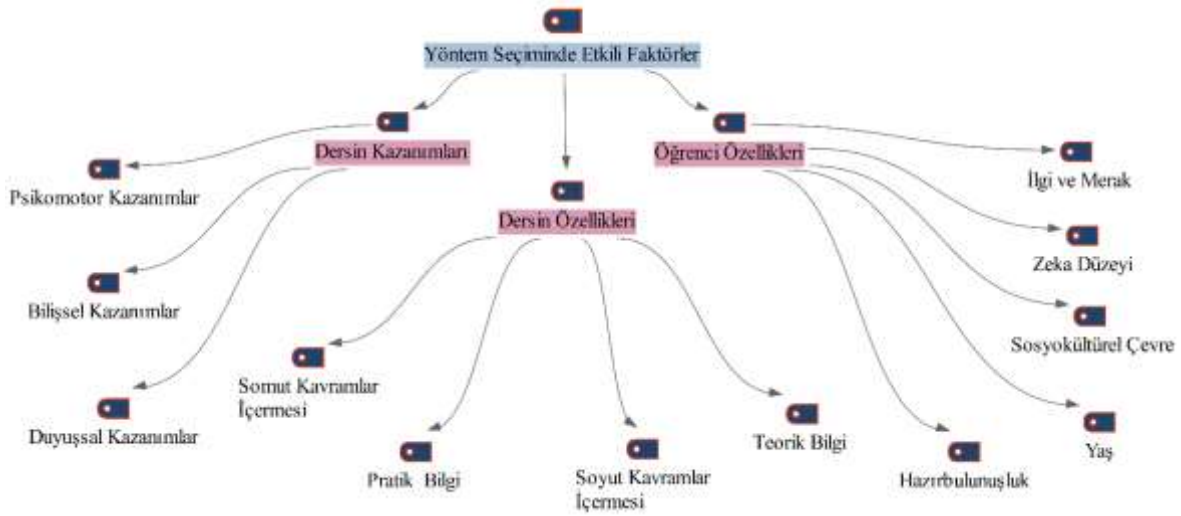 Yöntem Seçiminde Etkili Faktörler
Dersin Kazanımları
Öğrenci Özellikleri
Psikomotor Kazanımlar
Dersin Özellikleri
İlgi ve Merak
Bilişsel Kazanımlar
Zeka Düzeyi
Sosyokültürel Çevre
Somut Kavramlar
İçermesi
Duyuşsal Kazanımlar
Teorik Bilgi
Yaş
Pratik Bilgi
Soyut Kavramlar
İçermesi
Hazırbulunuşluk